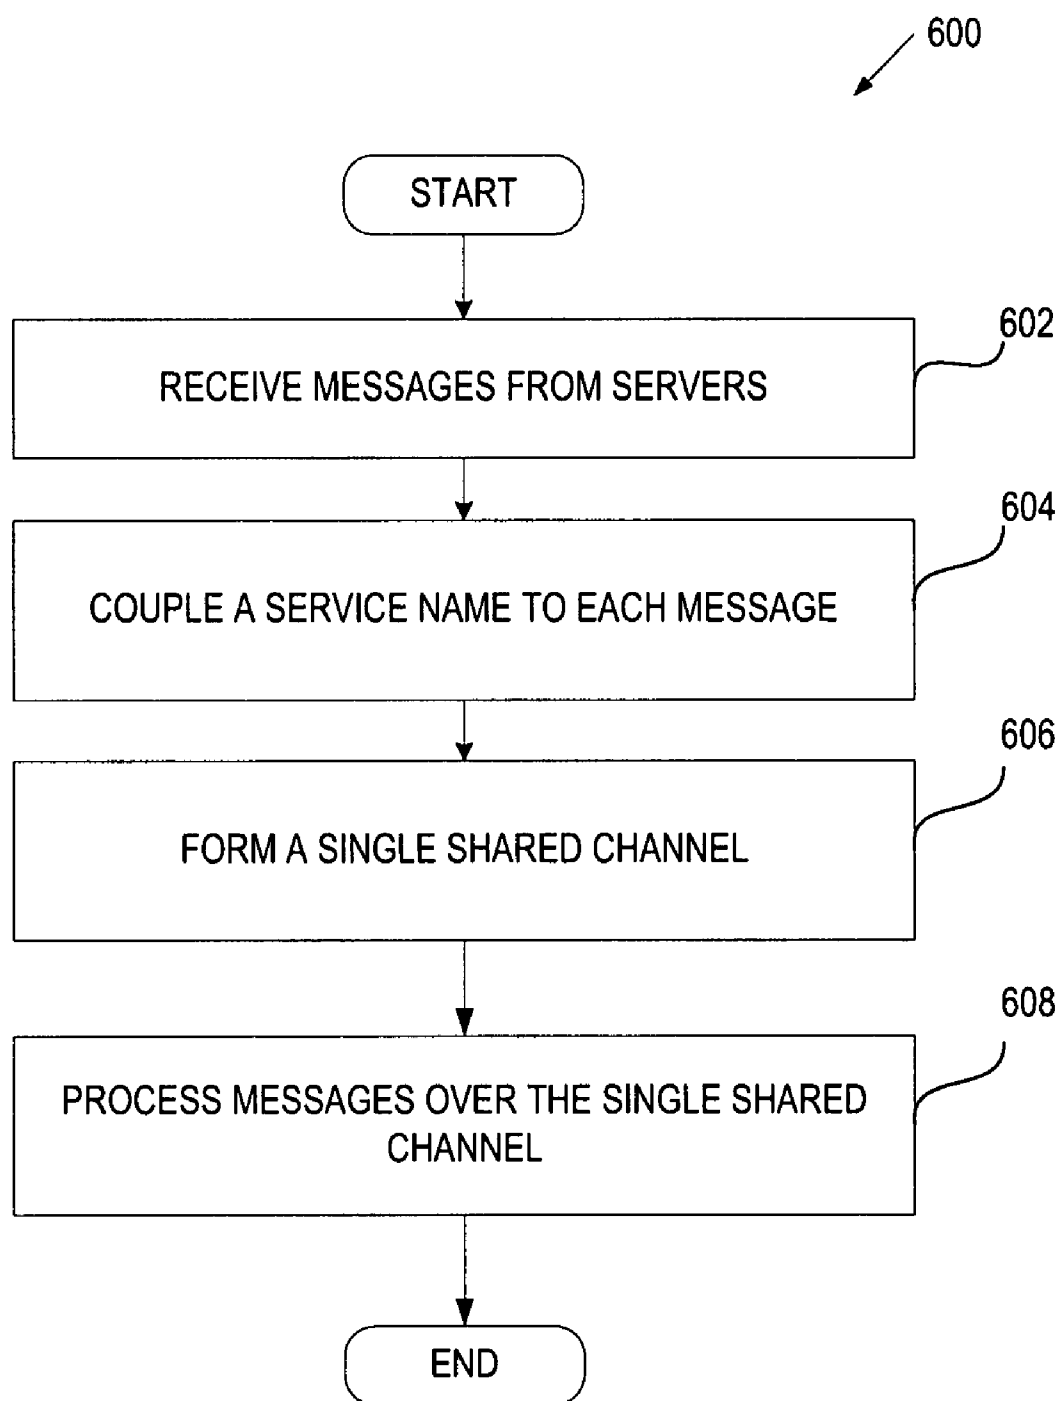 600
START
602
RECEIVE MESSAGES FROM SERVERS
604
COUPLE A SERVICE NAME TO EACH MESSAGE
606
FORM A SINGLE SHARED CHANNEL
608
PROCESS MESSAGES OVER THE SINGLE SHARED
CHANNEL
END